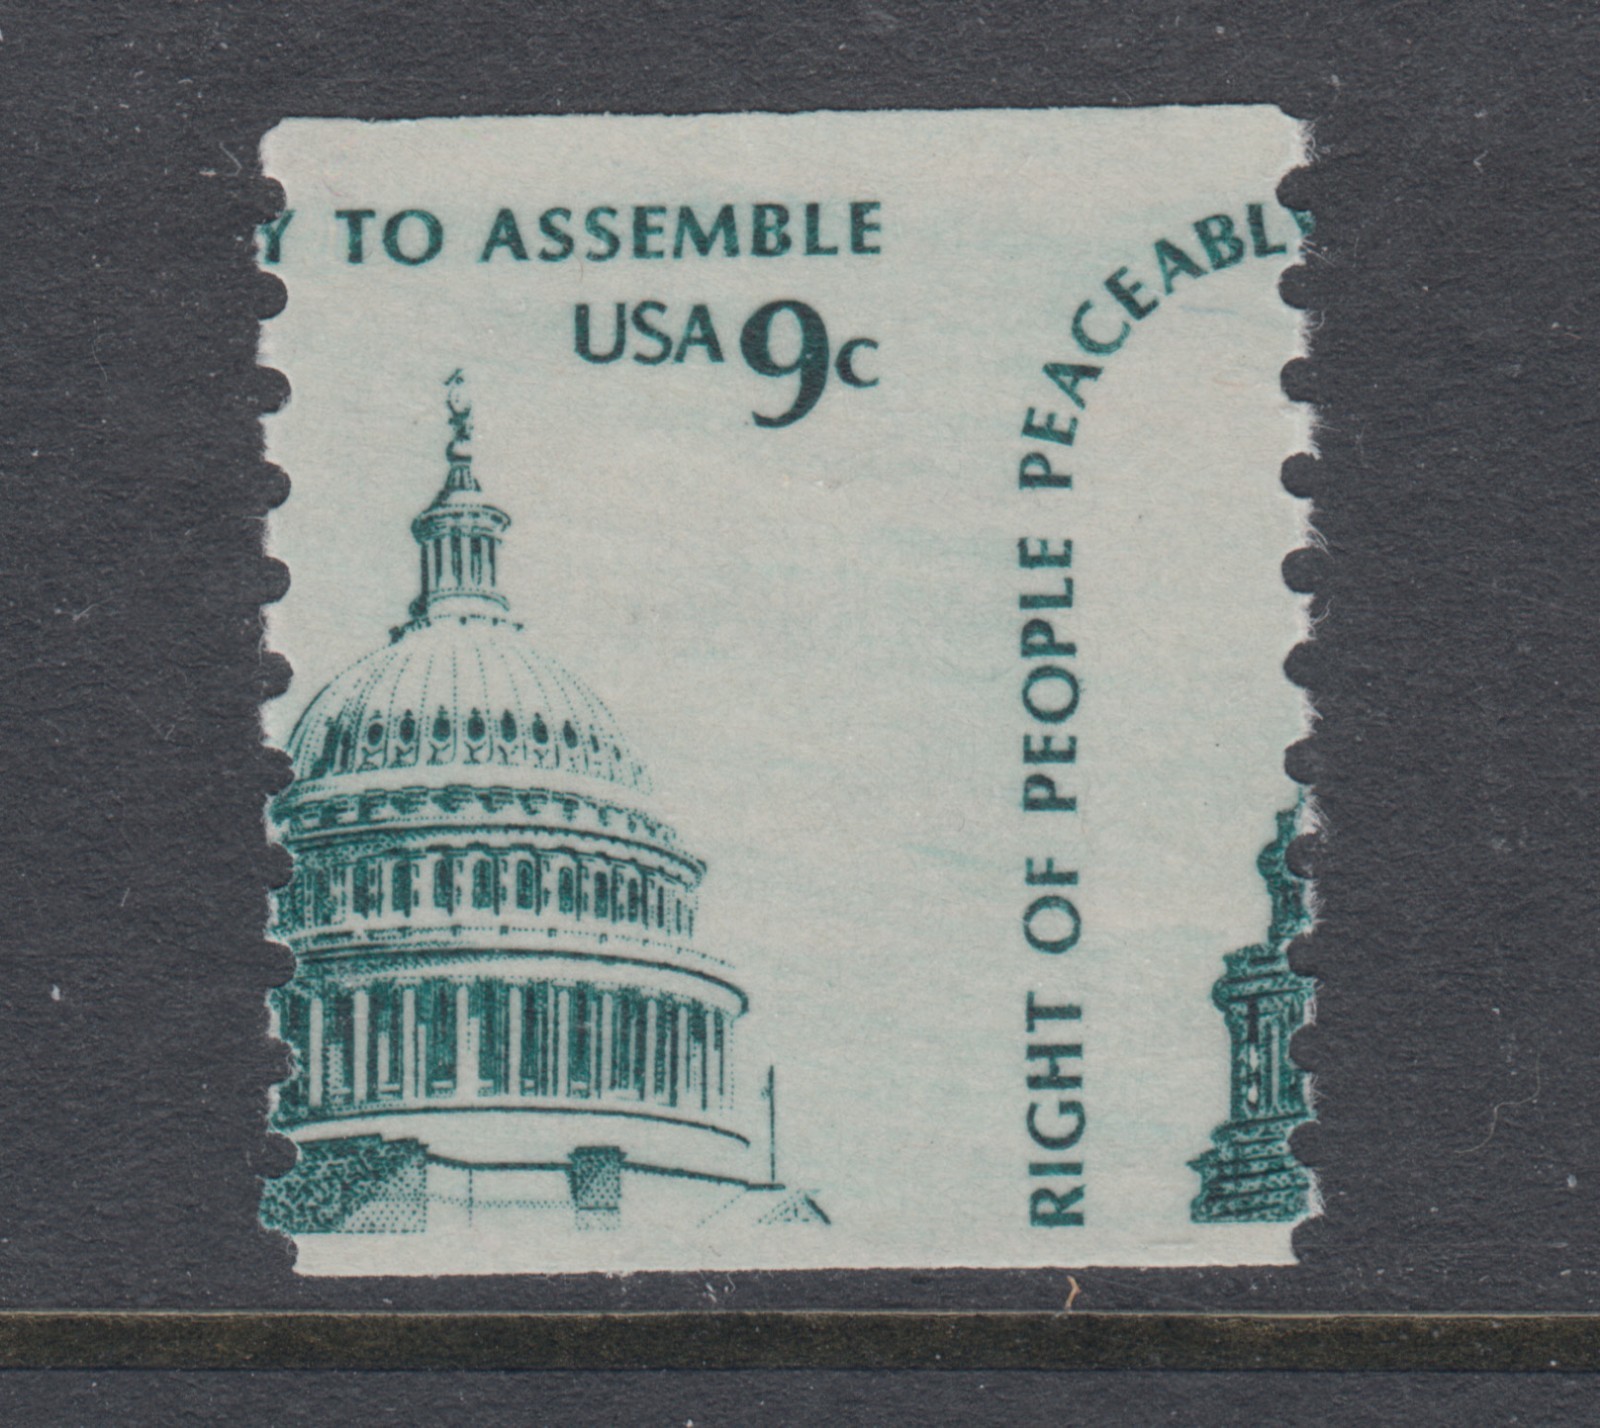 Y TO ASSEMBLE
USA 9c
RIGHT OF PEOPLE PEACEABL